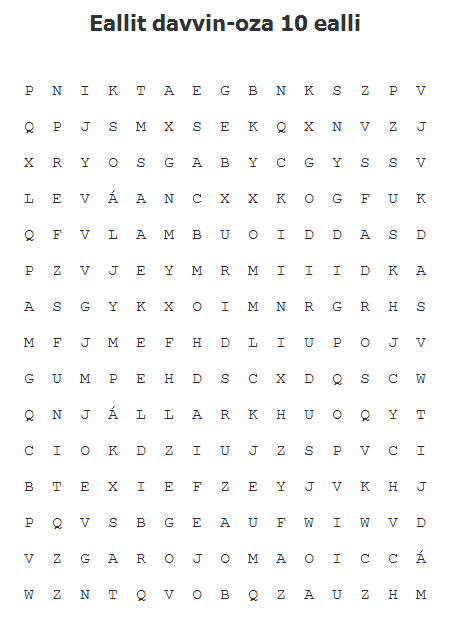 Eallit davvin-oza 10 ealli
P N I K T A E G B N K S Z P V
Q P J S M X S E K Q X N V Z J
X R Y O S G A B Y C G Y S S V
L E V Á A N C X X K O G F U K
Q F V L A M B U O I D D A S D
P Z V J E Y M R M I I I D K A
A S G Y K X O I M N R G R H S
M F J M E F H D L I U P O J V
G U M P E H D S C X D Q S C W
Q N J Á L L A R K H U O Q Y T
C I O K D Z I U J Z S P V C I
B T E X I E F Z E Y J V K H J
P Q V S B G E A U F W I W V D
V Z G A R O J O M A O I C C Á
W Z N T Q V O B Q Z A U Z H M